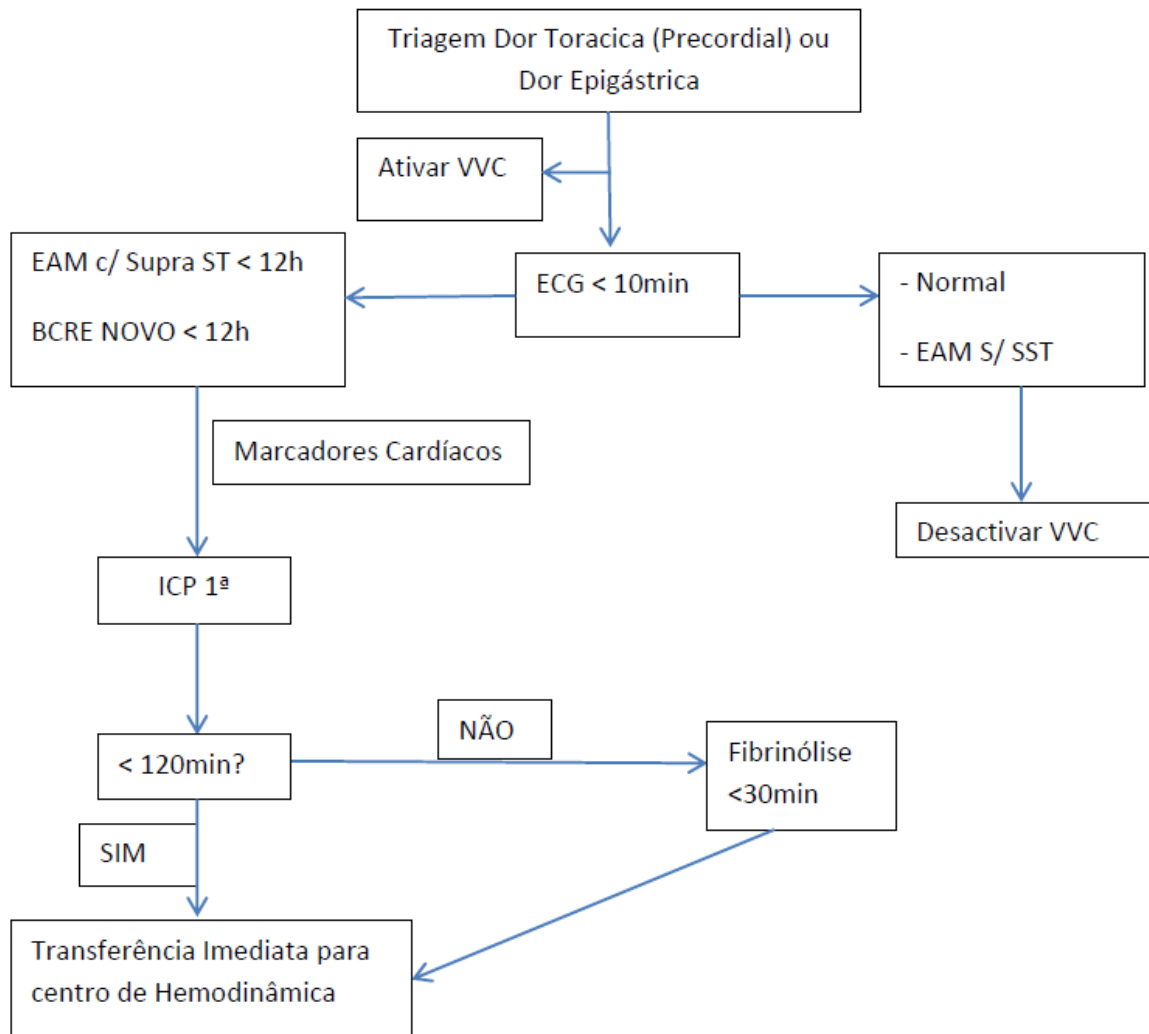 Triagem Dor Toracica (Precordial) ou
Dor Epigástrica
Ativar VVC
EAM c/ Supra ST < 12h
BCRE NOVO < 12h
ECG < 10min
- Normal
- EAM S/ SST
Marcadores Cardíacos
Desactivar VVC
ICP 1ª
< 120min?
NÃO
Fibrinólise
<30min
SIM
Transferência Imediata para
centro de Hemodinâmica